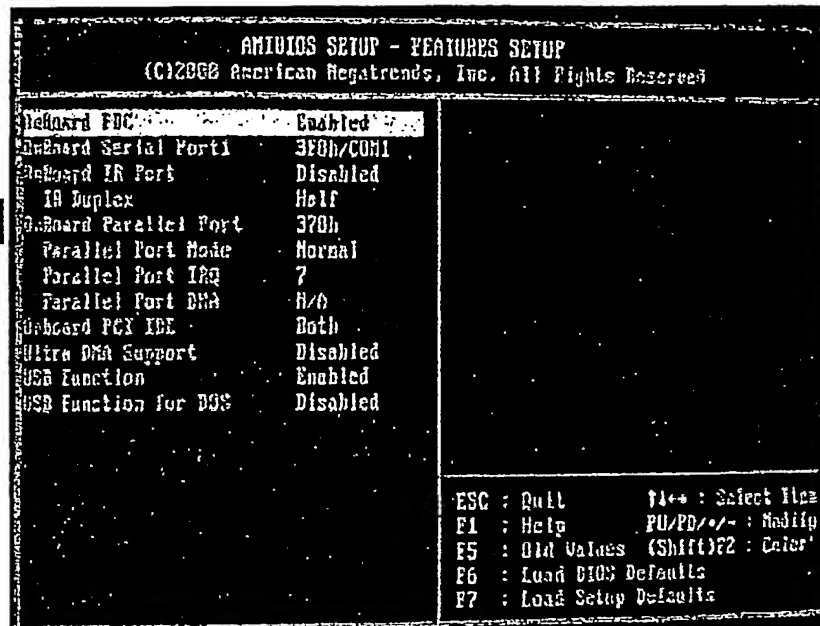 AMIBIOS SETUP - FEATURES SETUP
(C)2000 American Megatrends, Inc. All Rights Reserved
OnBoard FDC Enabled
OnBoard Serial Port1 3F8h/COM1
OnBoard IR Port Disabled
IR Duplex Half
OnBoard Parallel Port 378h
Parallel Port Mode Normal
Parallel Port IRQ 7
Parallel Port DMA N/A
Onboard PCI IDE Both
Ultra DMA Support Disabled
USB Function Enabled
USB Function for DOS Disabled
ESC : Quit ↑↓←→ : Select Item
F1 : Help PU/PD/+/- : Modify
F5 : Old Values (Shift)F2 : Color
F6 : Load BIOS Defaults
F7 : Load Setup Defaults